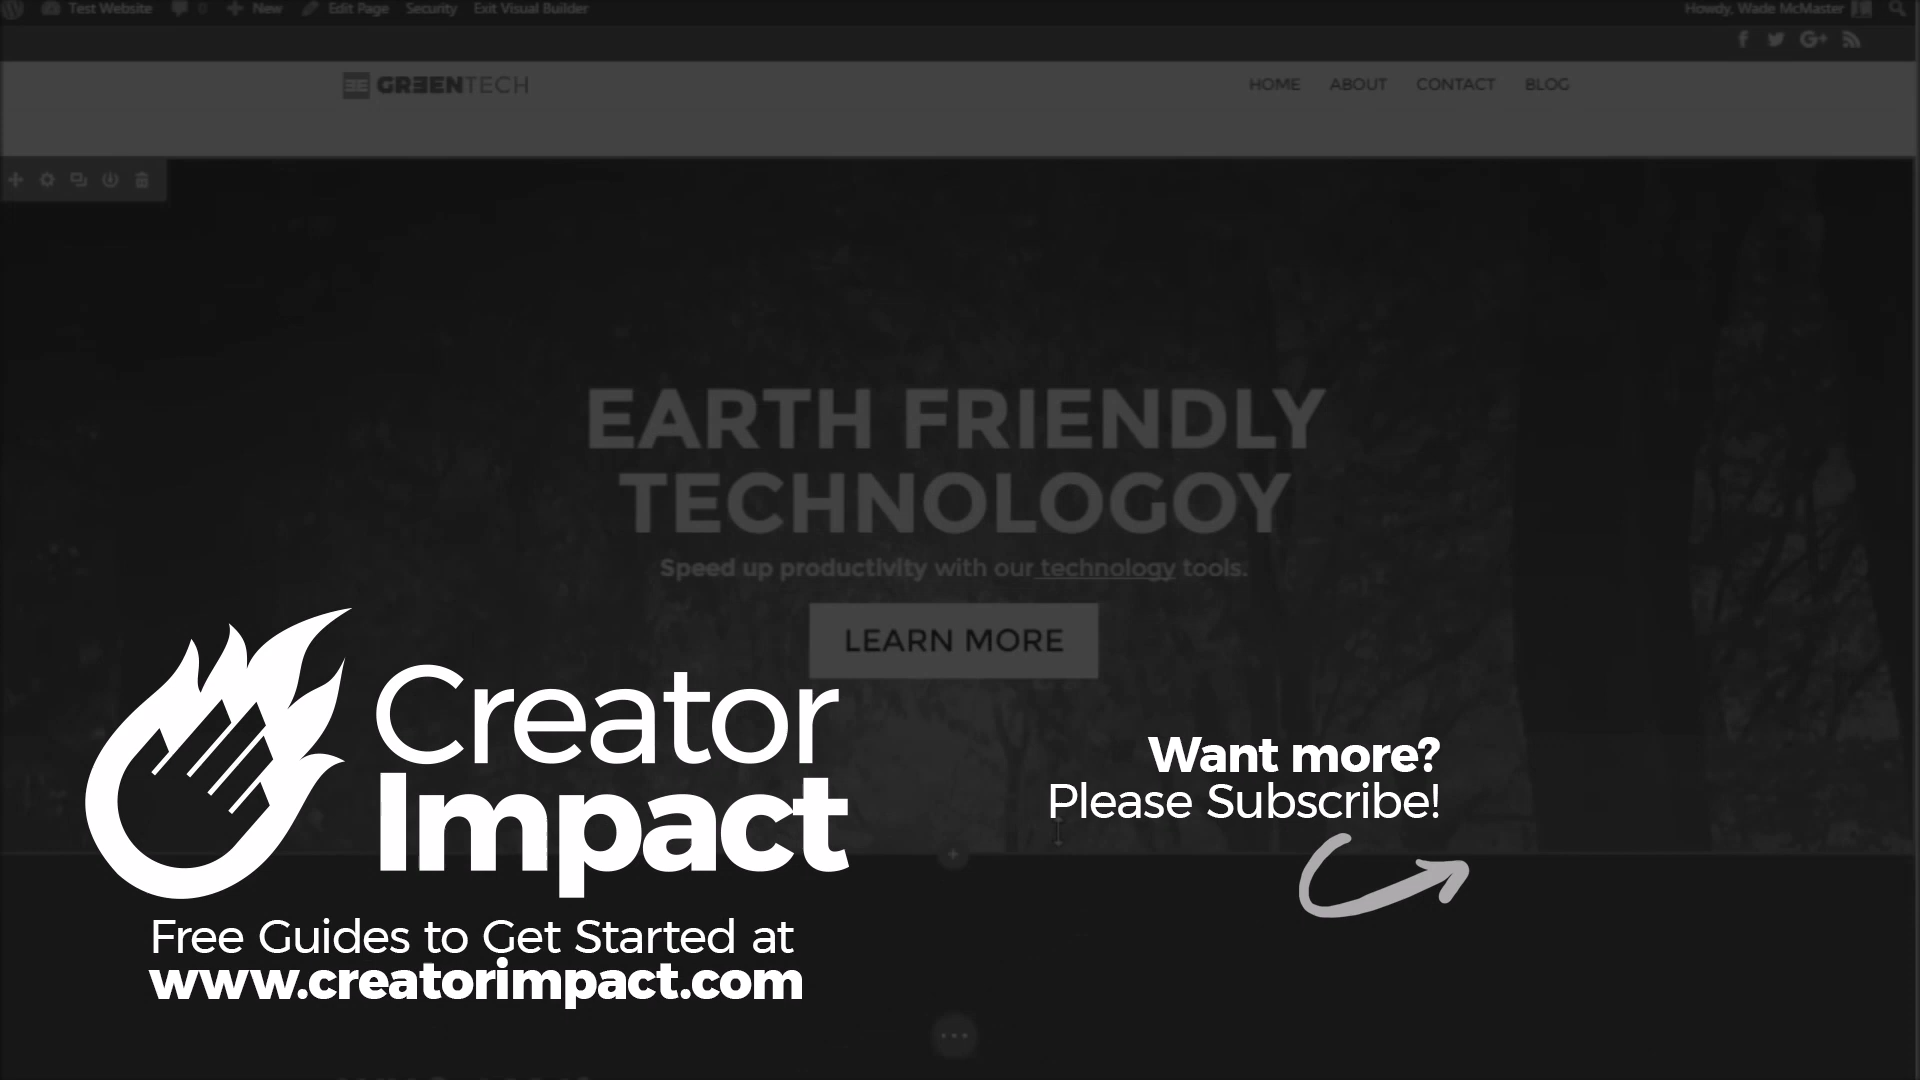 Test Website 0 New Edit Page Security Exit Visual Builder Howdy, Wade McMaster
GREENTECH HOME ABOUT CONTACT BLOG
EARTH FRIENDLY
TECHNOLOGOY
Speed up productivity with our technology tools.
LEARN MORE
Creator
Impact
Free Guides to Get Started at
www.creatorimpact.com
Want more?
Please Subscribe!